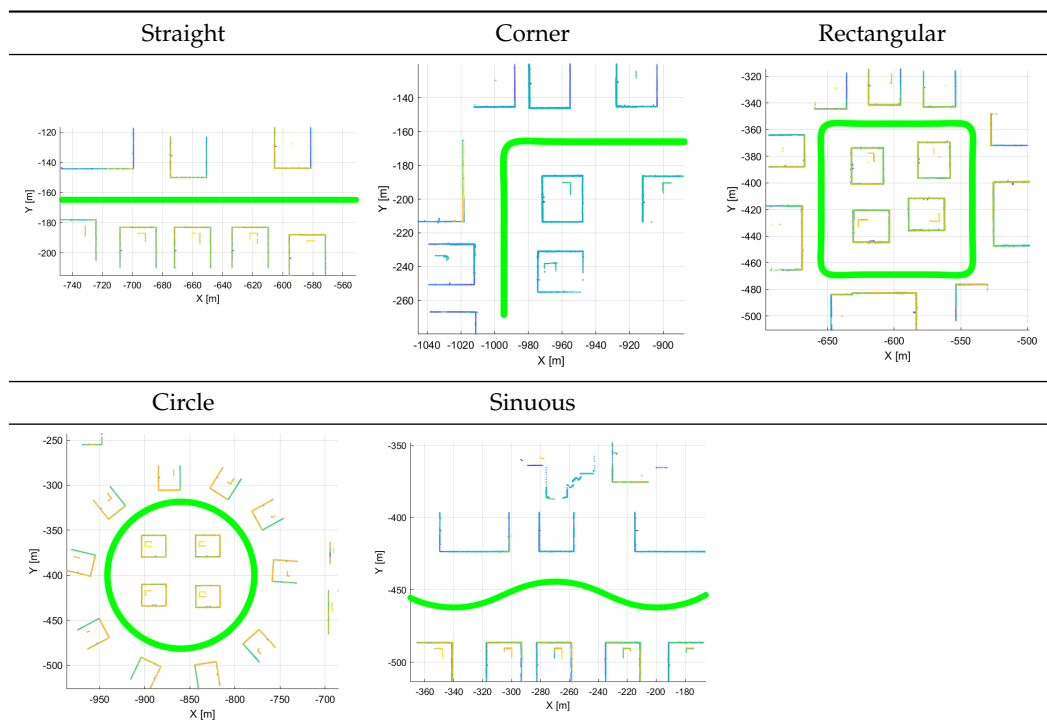 Straight Corner Rectangular
-120
-140
-160
-180
-200
Y [m]
-740 -720 -700 -680 -660 -640 -620 -600 -580 -560
X [m]
-140
-160
-180
-200
-220
-240
-260
Y [m]
-1040 -1020 -1000 -980 -960 -940 -920 -900
X [m]
-320
-340
-360
-380
-400
-420
-440
-460
-480
-500
Y [m]
-650 -600 -550 -500
X [m]
Circle Sinuous
-250
-300
-350
-400
-450
-500
Y [m]
-950 -900 -850 -800 -750 -700
X [m]
-350
-400
-450
-500
Y [m]
-360 -340 -320 -300 -280 -260 -240 -220 -200 -180
X [m]